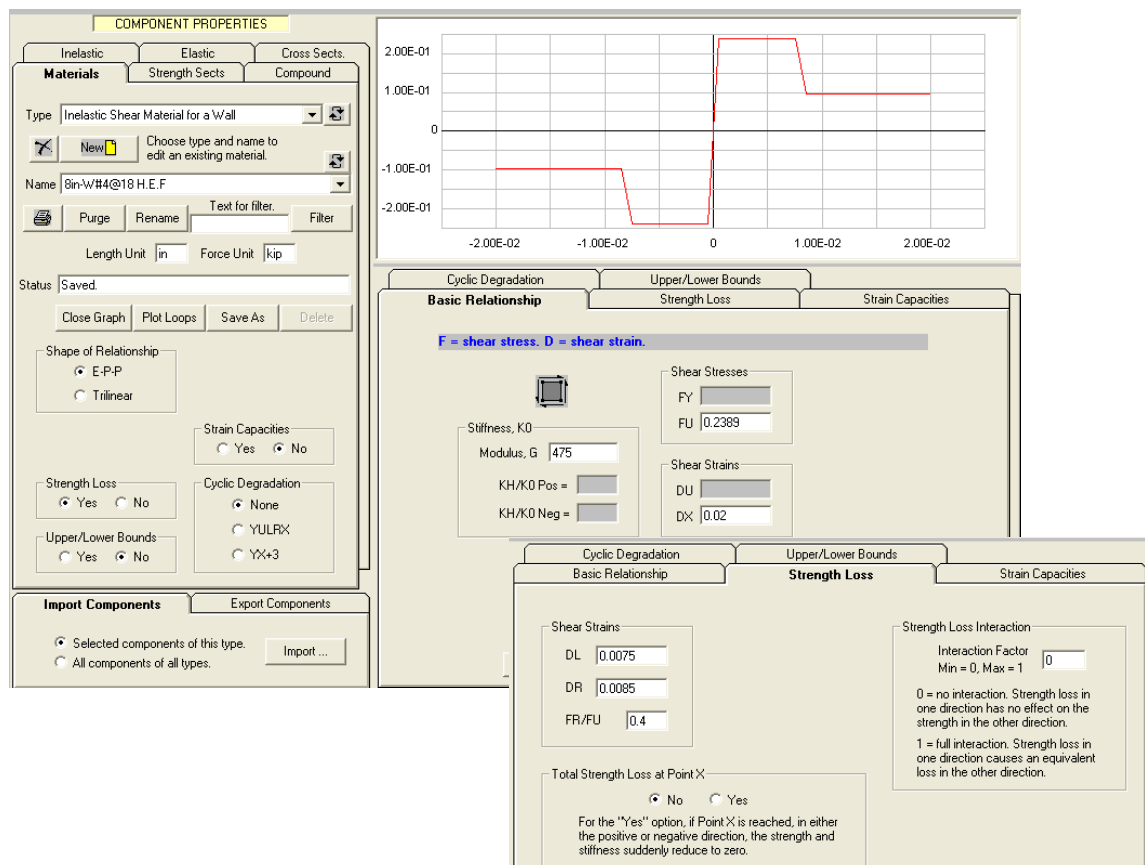 COMPONENT PROPERTIES
Inelastic Elastic Cross Sects.
Materials Strength Sects Compound
Type Inelastic Shear Material for a Wall
New Choose type and name to
edit an existing material.
Name 8in-W#4@18 H.E.F
Text for filter.
Purge Rename Filter
Length Unit in Force Unit kip
Status Saved.
Close Graph Plot Loops Save As Delete
Shape of Relationship
E-P-P
Trilinear
Strain Capacities
Yes No
Strength Loss
Yes No
Cyclic Degradation
None
YULRX
YX+3
Upper/Lower Bounds
Yes No
Import Components Export Components
Selected components of this type.
All components of all types.
Import ...
2.00E-01
1.00E-01
0
-1.00E-01
-2.00E-01
-2.00E-02 -1.00E-02 0 1.00E-02 2.00E-02
Cyclic Degradation Upper/Lower Bounds
Basic Relationship Strength Loss Strain Capacities
F = shear stress. D = shear strain.
Stiffness, K0
Modulus, G 475
KH/K0 Pos =
KH/K0 Neg =
Shear Stresses
FY
FU 0.2389
Shear Strains
DU
DX 0.02
Cyclic Degradation Upper/Lower Bounds
Basic Relationship Strength Loss Strain Capacities
Shear Strains
DL 0.0075
DR 0.0085
FR/FU 0.4
Strength Loss Interaction
Interaction Factor
Min = 0, Max = 1 0
0 = no interaction. Strength loss in
one direction has no effect on the
strength in the other direction.
1 = full interaction. Strength loss in
one direction causes an equivalent
loss in the other direction.
Total Strength Loss at Point X
No Yes
For the "Yes" option, if Point X is reached, in either
the positive or negative direction, the strength and
stiffness suddenly reduce to zero.